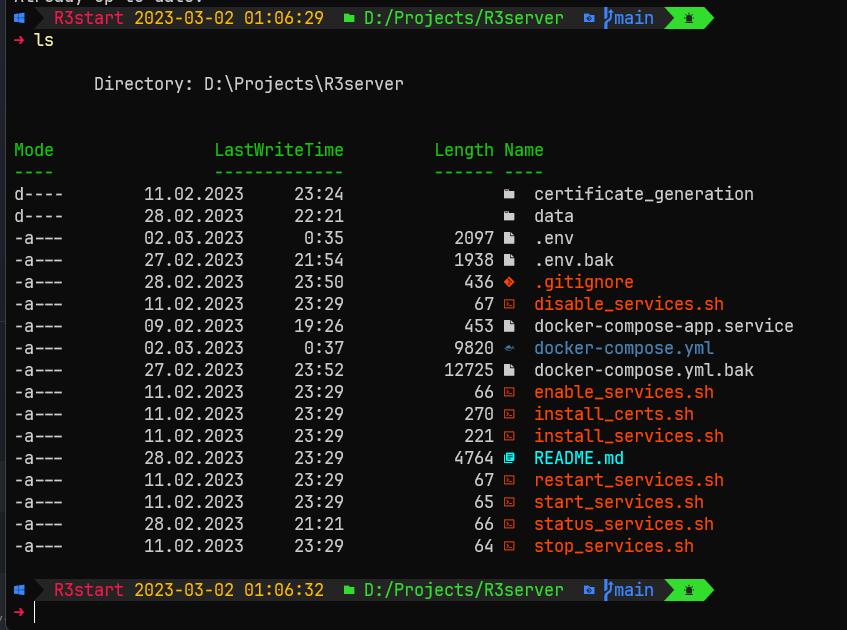 Already up to date.
R3start 2023-03-02 01:06:29 D:/Projects/R3server main
→ ls
Directory: D:\Projects\R3server
Mode LastWriteTime Length Name
---- ------------- ------ ----
d---- 11.02.2023 23:24 certificate_generation
d---- 28.02.2023 22:21 data
-a--- 02.03.2023 0:35 2097 .env
-a--- 27.02.2023 21:54 1938 .env.bak
-a--- 28.02.2023 23:50 436 .gitignore
-a--- 11.02.2023 23:29 67 disable_services.sh
-a--- 09.02.2023 19:26 453 docker-compose-app.service
-a--- 02.03.2023 0:37 9820 docker-compose.yml
-a--- 27.02.2023 23:52 12725 docker-compose.yml.bak
-a--- 11.02.2023 23:29 66 enable_services.sh
-a--- 11.02.2023 23:29 270 install_certs.sh
-a--- 11.02.2023 23:29 221 install_services.sh
-a--- 28.02.2023 23:29 4764 README.md
-a--- 11.02.2023 23:29 67 restart_services.sh
-a--- 11.02.2023 23:29 65 start_services.sh
-a--- 28.02.2023 21:21 66 status_services.sh
-a--- 11.02.2023 23:29 64 stop_services.sh
R3start 2023-03-02 01:06:32 D:/Projects/R3server main
→